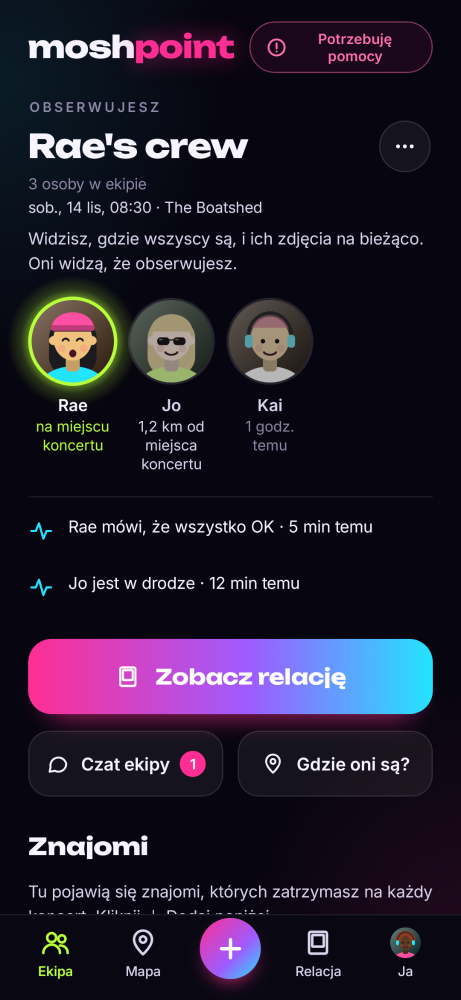 moshpoint
Potrzebuję
pomocy
OBSERWUJESZ
Rae's crew
3 osoby w ekipie
sob., 14 lis, 08:30 · The Boatshed
Widzisz, gdzie wszyscy są, i ich zdjęcia na bieżąco.
Oni widzą, że obserwujesz.
Rae
na miejscu
koncertu
Jo
1,2 km od
miejsca
koncertu
Kai
1 godz.
temu
Rae mówi, że wszystko OK · 5 min temu
Jo jest w drodze · 12 min temu
Zobacz relację
Czat ekipy 1
Gdzie oni są?
Znajomi
Tu pojawią się znajomi, których zatrzymasz na każdy
Ekipa
Mapa
Relacja
Ja